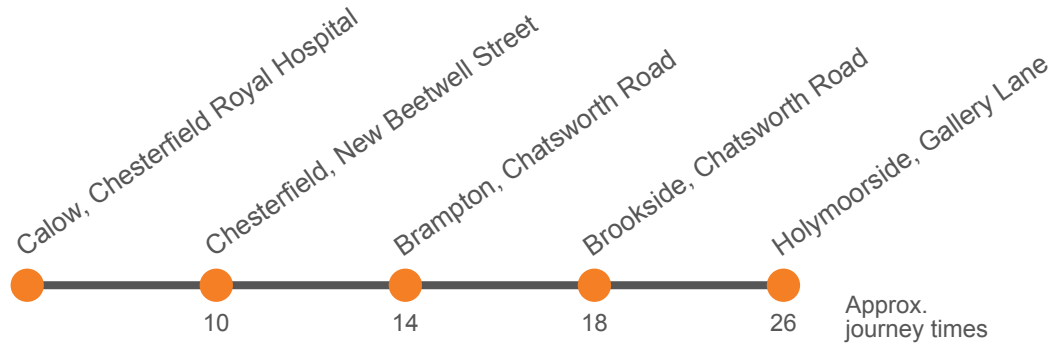 Calow, Chesterfield Royal Hospital
Chesterfield, New Beetwell Street
Brampton, Chatsworth Road
Brookside, Chatsworth Road
Holymoorside, Gallery Lane
10
14
18
26
Approx.
journey times